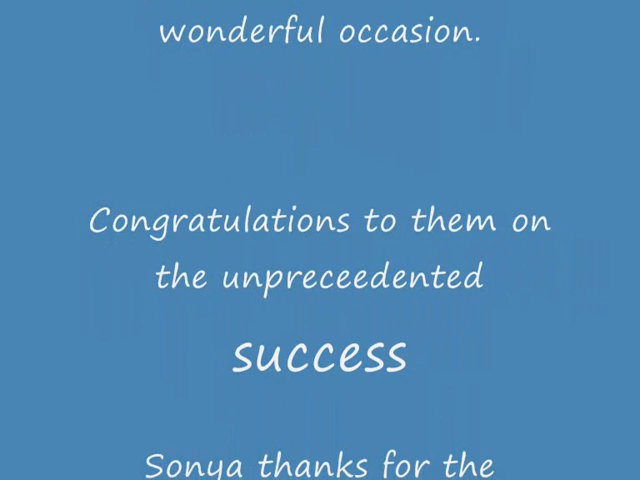 wonderful occasion.
Congratulations to them on
the unpreceedented
success
Sonya thanks for the